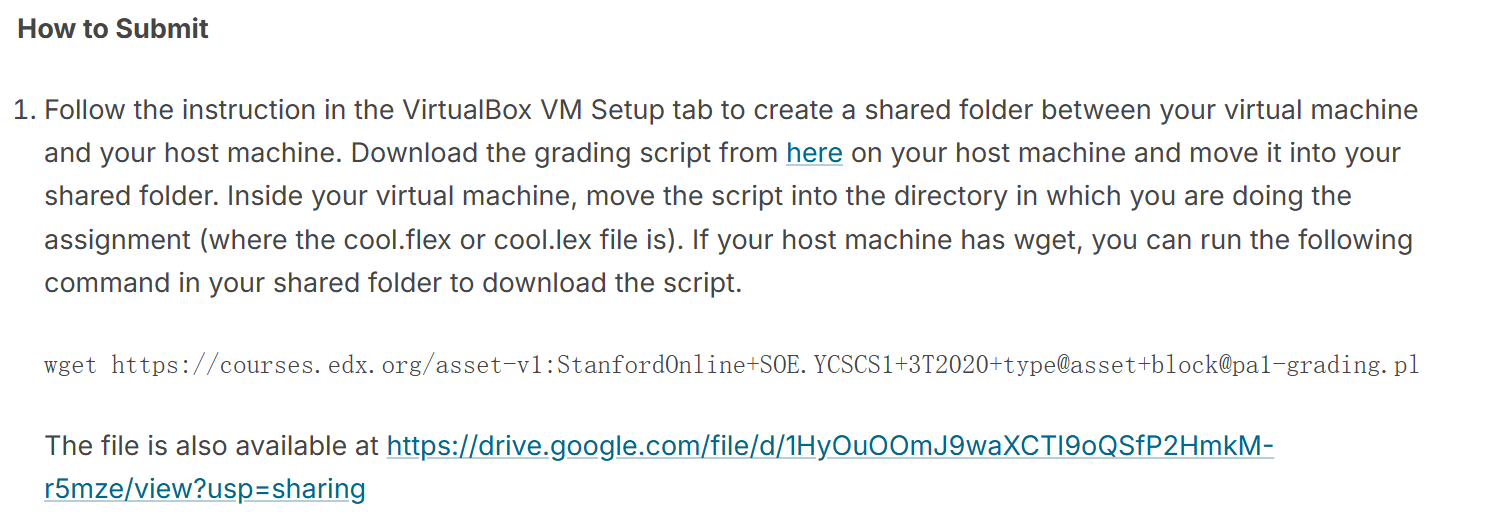 How to Submit
1. Follow the instruction in the VirtualBox VM Setup tab to create a shared folder between your virtual machine
and your host machine. Download the grading script from here on your host machine and move it into your
shared folder. Inside your virtual machine, move the script into the directory in which you are doing the
assignment (where the cool.flex or cool.lex file is). If your host machine has wget, you can run the following
command in your shared folder to download the script.
wget https://courses.edx.org/asset-v1:StanfordOnline+SOE.YCSCS1+3T2020+type@asset+block@pa1-grading.pl
The file is also available at https://drive.google.com/file/d/1HyOuOOmJ9waXCTI9oQSfP2HmkM-
r5mze/view?usp=sharing